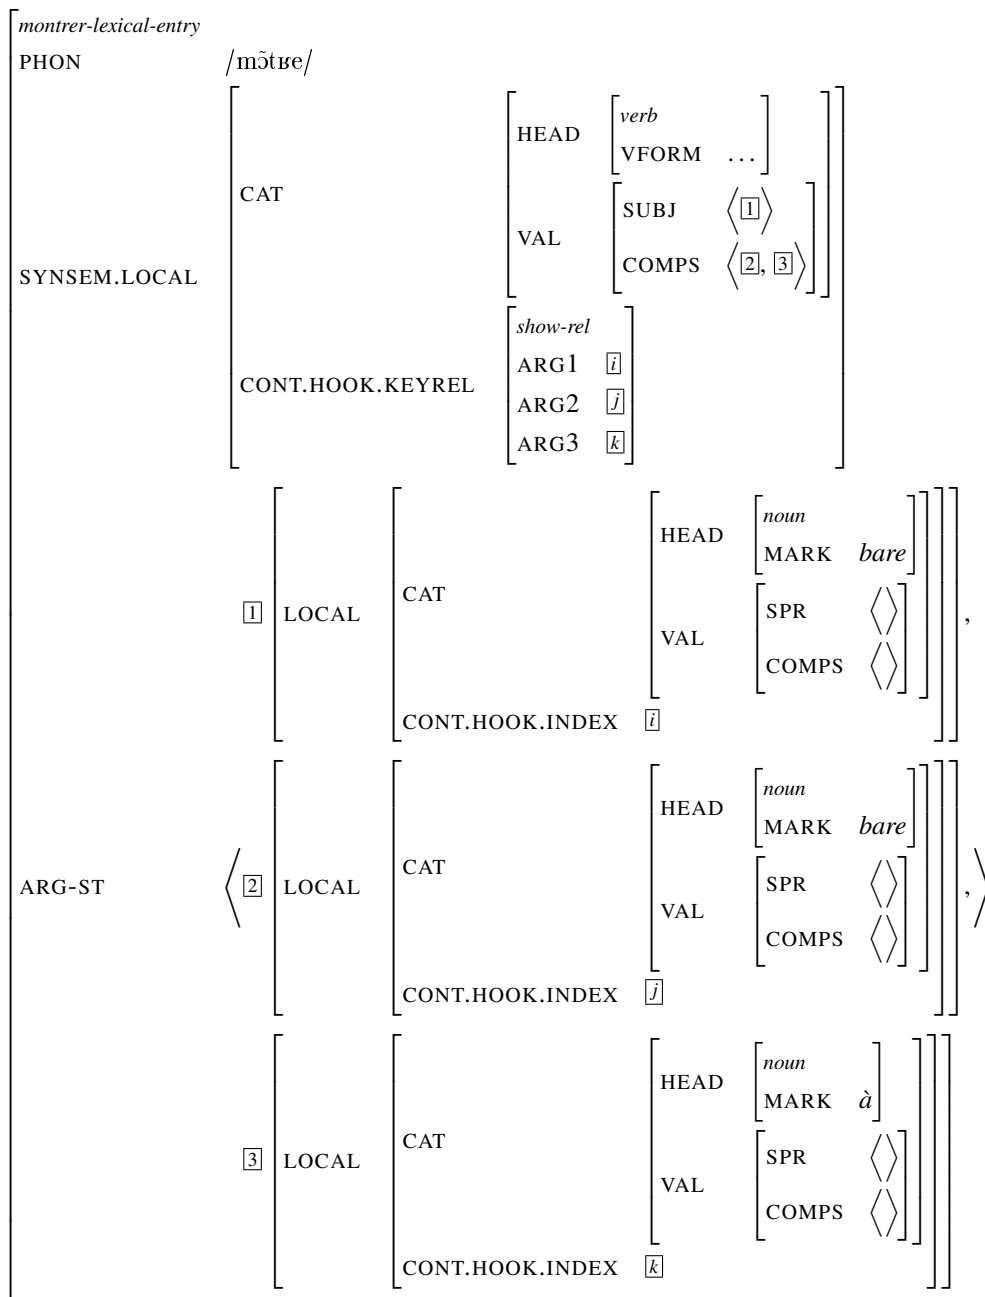 montrer-lexical-entry
PHON /mɔ̃tʁe/
HEAD verb
VFORM ...
CAT
VAL SUBJ ⟨1⟩
COMPS ⟨2, 3⟩
SYNSEM.LOCAL
show-rel
ARG1 i
CONT.HOOK.KEYREL
ARG2 j
ARG3 k
noun
HEAD
MARK bare
CAT
SPR ⟨⟩
1 LOCAL ,
VAL
COMPS ⟨⟩
CONT.HOOK.INDEX i
noun
HEAD
MARK bare
CAT
SPR ⟨⟩
ARG-ST ⟨ 2 LOCAL , ⟩
VAL
COMPS ⟨⟩
CONT.HOOK.INDEX j
noun
HEAD
MARK à
CAT
SPR ⟨⟩
3 LOCAL
VAL
COMPS ⟨⟩
CONT.HOOK.INDEX k